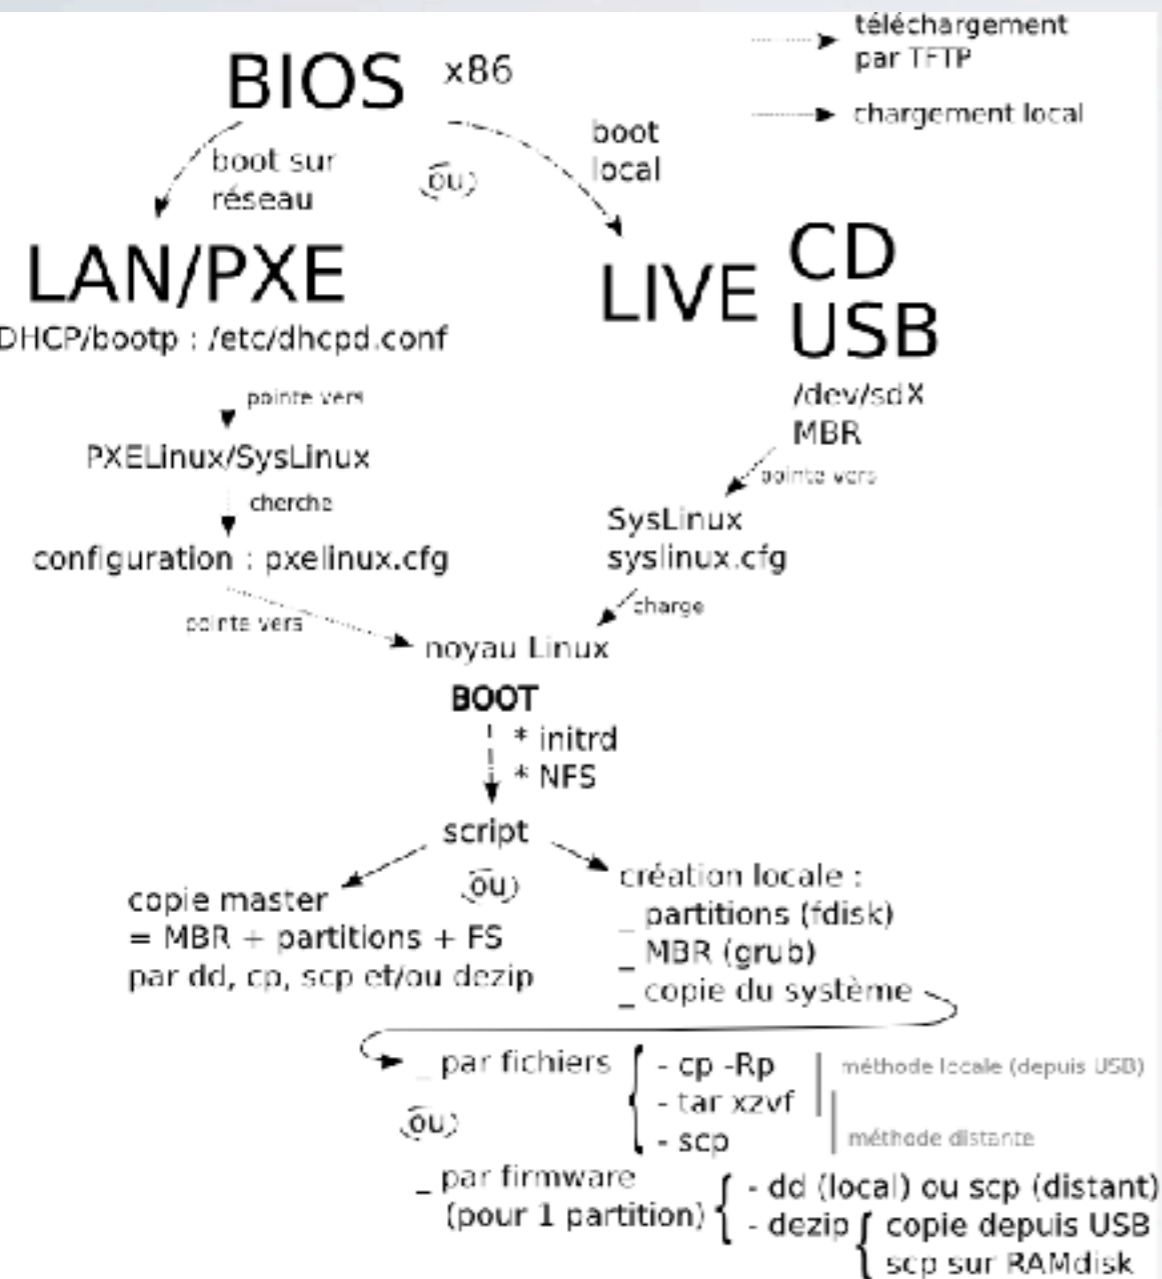 téléchargement
par TFTP
chargement local
BIOS x86
boot sur
réseau
ou
boot
local
LAN/PXE
DHCP/bootp : /etc/dhcpd.conf
pointe vers
PXELinux/SysLinux
cherche
configuration : pxelinux.cfg
pointe vers
LIVE
CD
USB
/dev/sdX
MBR
pointe vers
SysLinux
syslinux.cfg
charge
noyau Linux
BOOT
* initrd
* NFS
script
ou
copie master
= MBR + partitions + FS
par dd, cp, scp et/ou dezip
création locale :
_ partitions (fdisk)
_ MBR (grub)
_ copie du système
_ par fichiers
- cp -Rp
- tar xzvf
- scp
méthode locale (depuis USB)
méthode distante
ou
_ par firmware
(pour 1 partition)
- dd (local) ou scp (distant)
- dezip
copie depuis USB
scp sur RAMdisk